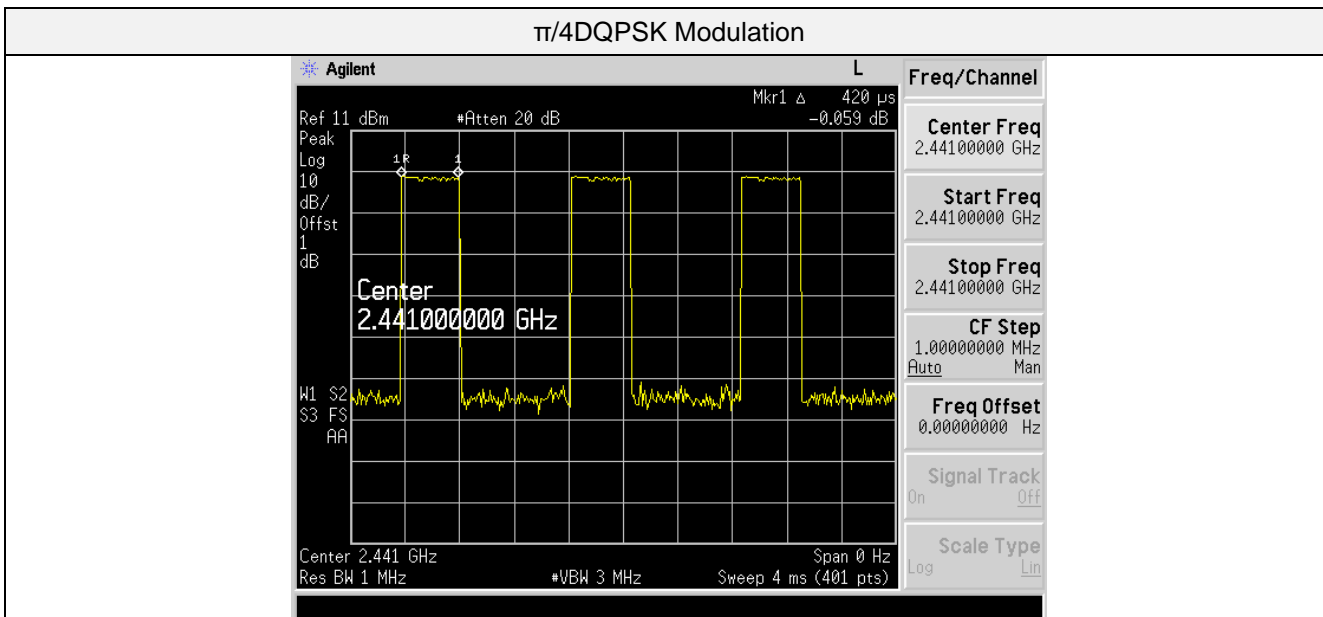 π/4DQPSK Modulation
Agilent L
Freq/Channel
Mkr1 Δ 420 µs
Ref 11 dBm #Atten 20 dB -0.059 dB
Peak
Log
10
dB/
Offst
1
dB
1R 1
Center
2.441000000 GHz
W1 S2
S3 FS
AA
Center 2.441 GHz Span 0 Hz
Res BW 1 MHz #VBW 3 MHz Sweep 4 ms (401 pts)
Center Freq
2.44100000 GHz
Start Freq
2.44100000 GHz
Stop Freq
2.44100000 GHz
CF Step
1.00000000 MHz
Auto Man
Freq Offset
0.00000000 Hz
Signal Track
On Off
Scale Type
Log Lin